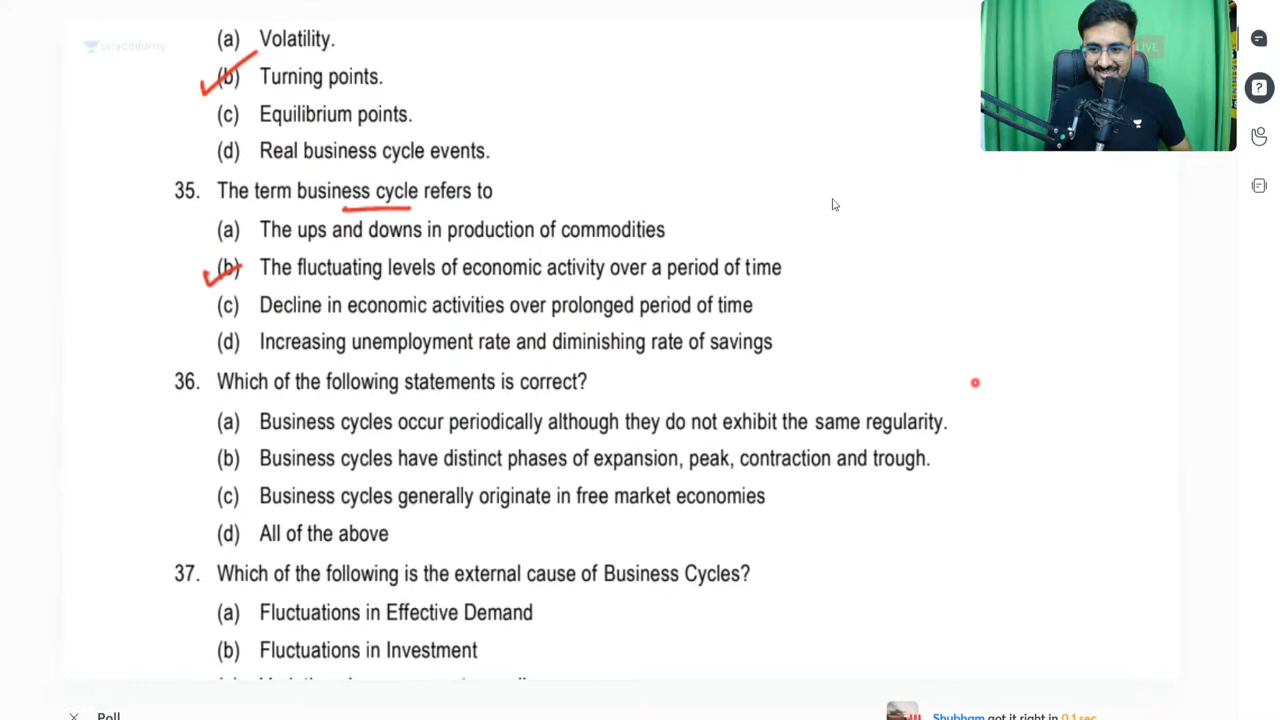 unacademy
(a) Volatility.
(b) Turning points.
(c) Equilibrium points.
(d) Real business cycle events.
LIVE
35. The term business cycle refers to
(a) The ups and downs in production of commodities
(b) The fluctuating levels of economic activity over a period of time
(c) Decline in economic activities over prolonged period of time
(d) Increasing unemployment rate and diminishing rate of savings
36. Which of the following statements is correct?
(a) Business cycles occur periodically although they do not exhibit the same regularity.
(b) Business cycles have distinct phases of expansion, peak, contraction and trough.
(c) Business cycles generally originate in free market economies
(d) All of the above
37. Which of the following is the external cause of Business Cycles?
(a) Fluctuations in Effective Demand
(b) Fluctuations in Investment
Poll
Shubham got it right in 0.1sec